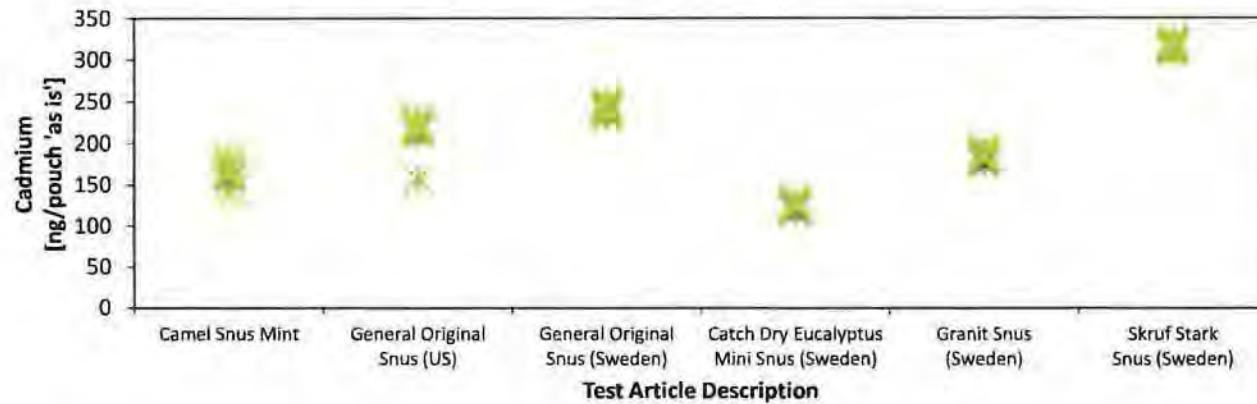 Cadmium
[ng/pouch 'as is']
350
300
250
200
150
100
50
0
Camel Snus Mint
General Original
Snus (US)
General Original
Snus (Sweden)
Catch Dry Eucalyptus
Mini Snus (Sweden)
Granit Snus
(Sweden)
Skruf Stark
Snus (Sweden)
Test Article Description